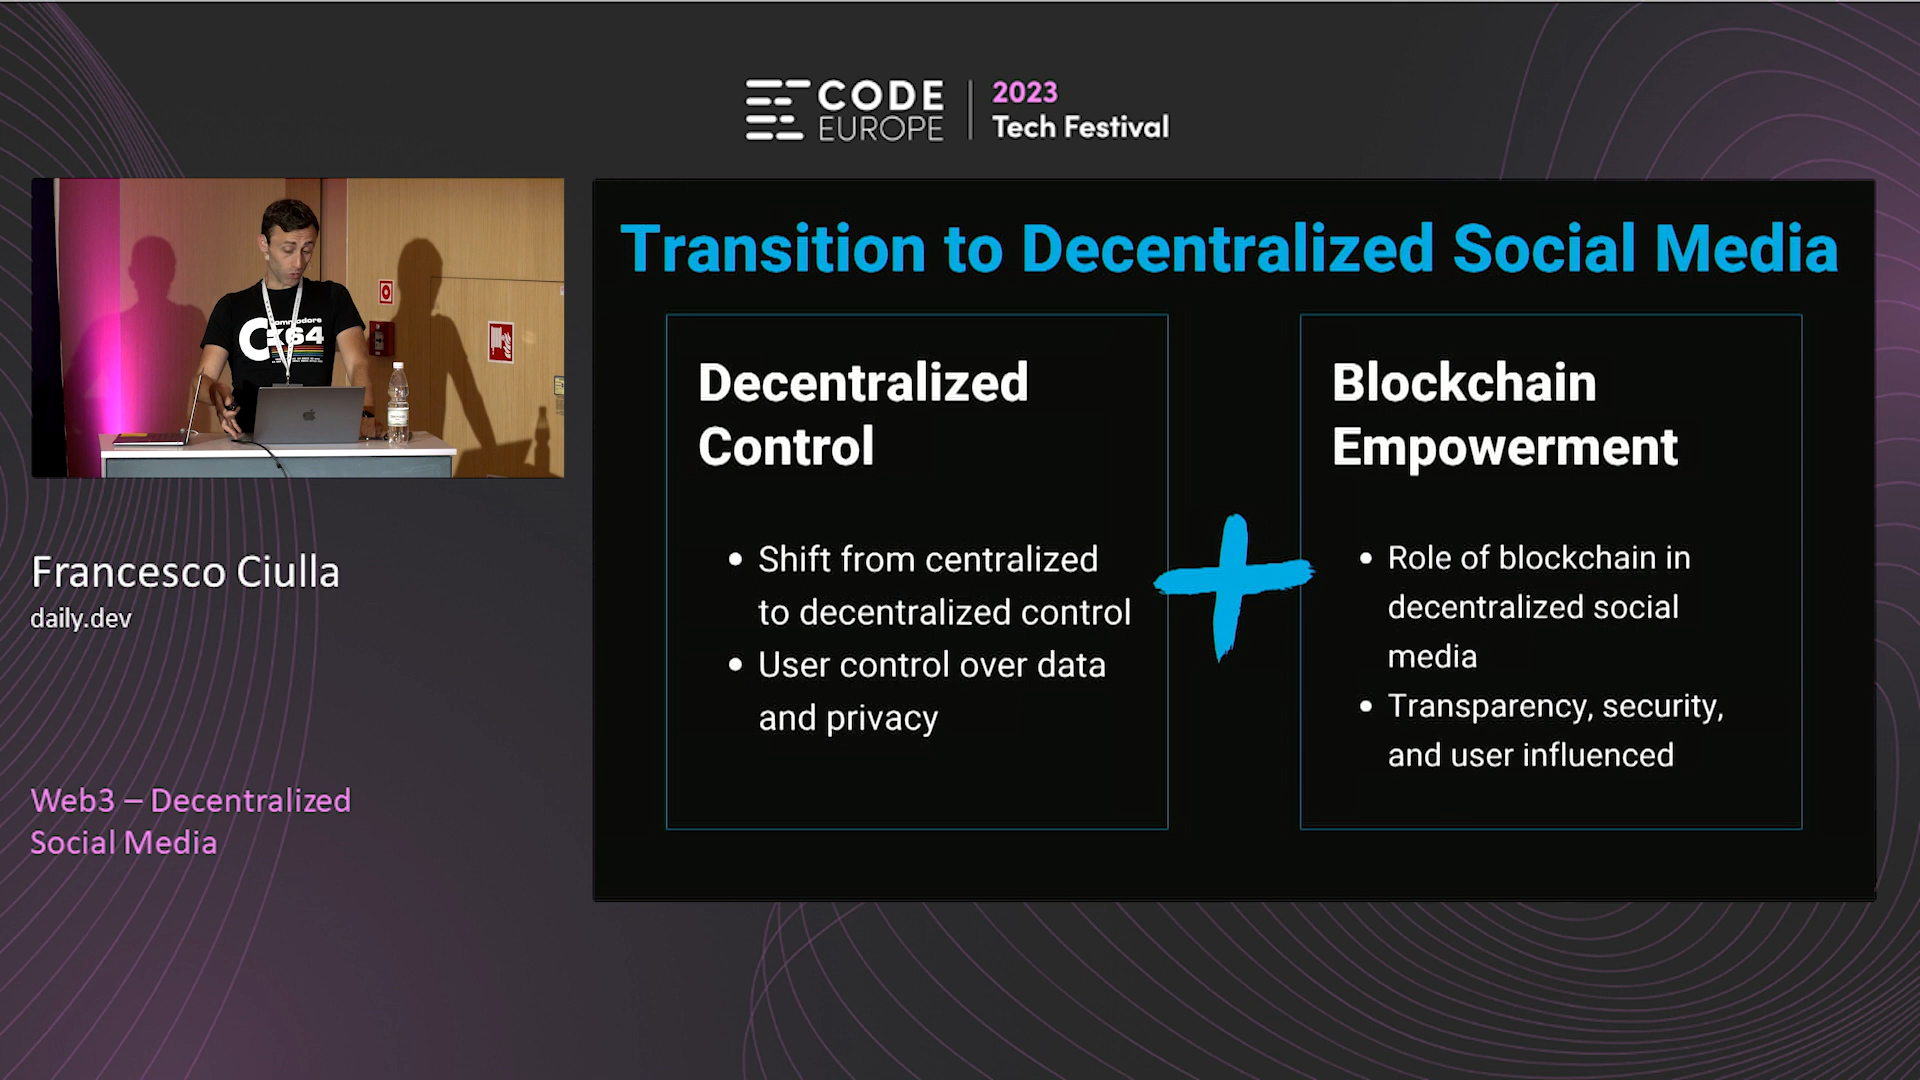 CODE
EUROPE
2023
Tech Festival
Commodore
C64
Francesco Ciulla
daily.dev
Web3 – Decentralized
Social Media
Transition to Decentralized Social Media
Decentralized
Control
• Shift from centralized
to decentralized control
• User control over data
and privacy
Blockchain
Empowerment
• Role of blockchain in
decentralized social
media
• Transparency, security,
and user influenced